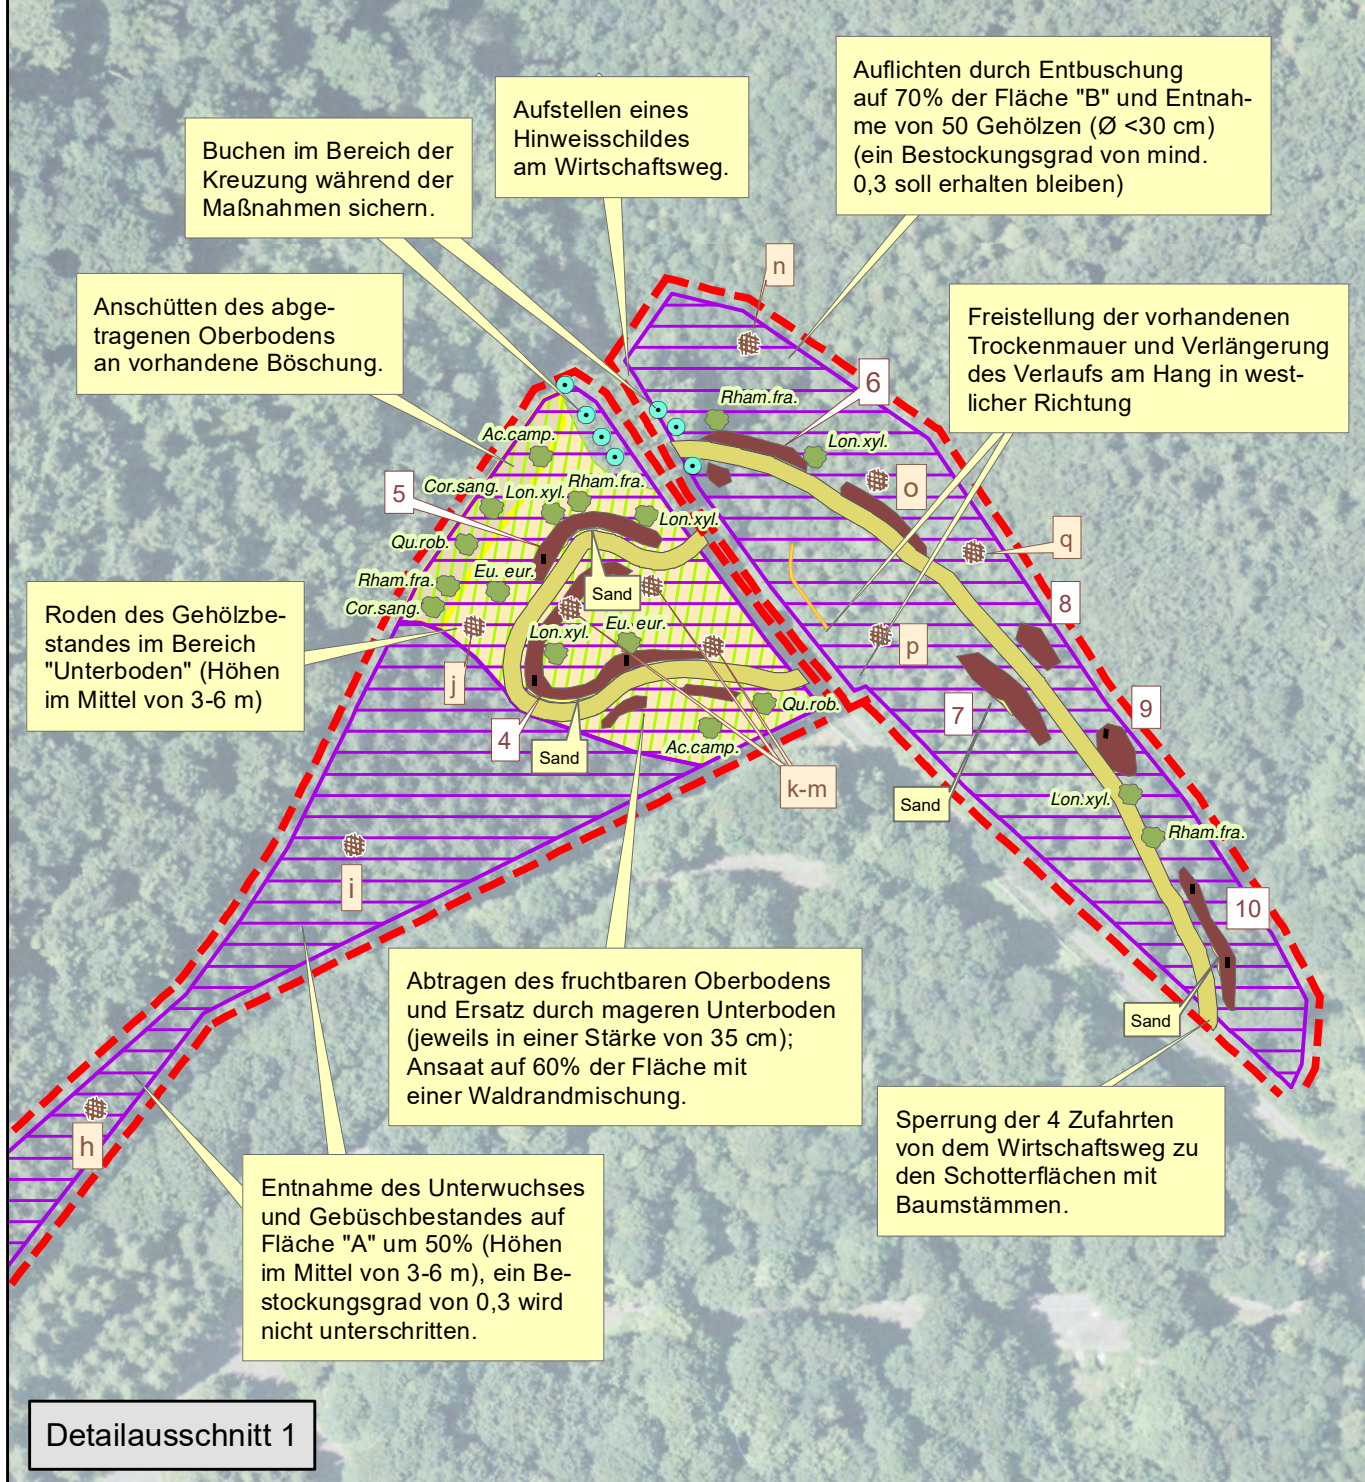 Auflichten durch Entbuschung
auf 70% der Fläche "B" und Entnah-
me von 50 Gehölzen (Ø <30 cm)
(ein Bestockungsgrad von mind.
0,3 soll erhalten bleiben)
Aufstellen eines
Hinweisschildes
am Wirtschaftsweg.
Buchen im Bereich der
Kreuzung während der
Maßnahmen sichern.
n
Anschütten des abge-
tragenen Oberbodens
an vorhandene Böschung.
Freistellung der vorhandenen
Trockenmauer und Verlängerung
des Verlaufs am Hang in west-
licher Richtung
6
Rham.fra.
Lon.xyl.
Ac.camp.
5
Cor.sang.
Lon.xyl.
Rham.fra.
Lon.xyl.
o
q
Qu.rob.
Rham.fra.
Eu. eur.
Cor.sang.
Sand
8
Roden des Gehölzbe-
standes im Bereich
"Unterboden" (Höhen
im Mittel von 3-6 m)
Lon.xyl.
Eu. eur.
p
j
Qu.rob.
7
9
4
Sand
Ac.camp.
k-m
Sand
Lon.xyl.
Rham.fra.
i
10
Abtragen des fruchtbaren Oberbodens
und Ersatz durch mageren Unterboden
(jeweils in einer Stärke von 35 cm);
Ansaat auf 60% der Fläche mit
einer Waldrandmischung.
Sand
h
Sperrung der 4 Zufahrten
von dem Wirtschaftsweg zu
den Schotterflächen mit
Baumstämmen.
Entnahme des Unterwuchses
und Gebüschbestandes auf
Fläche "A" um 50% (Höhen
im Mittel von 3-6 m), ein Be-
stockungsgrad von 0,3 wird
nicht unterschritten.
Detailausschnitt 1